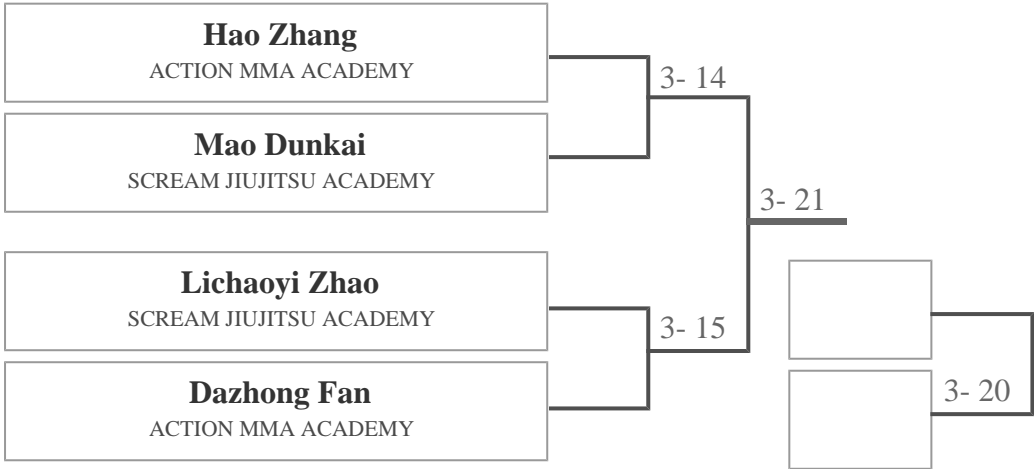 Hao Zhang
ACTION MMA ACADEMY
3- 14
Mao Dunkai
SCREAM JIUJITSU ACADEMY
3- 21
Lichaoyi Zhao
SCREAM JIUJITSU ACADEMY
3- 15
Dazhong Fan
ACTION MMA ACADEMY
3- 20